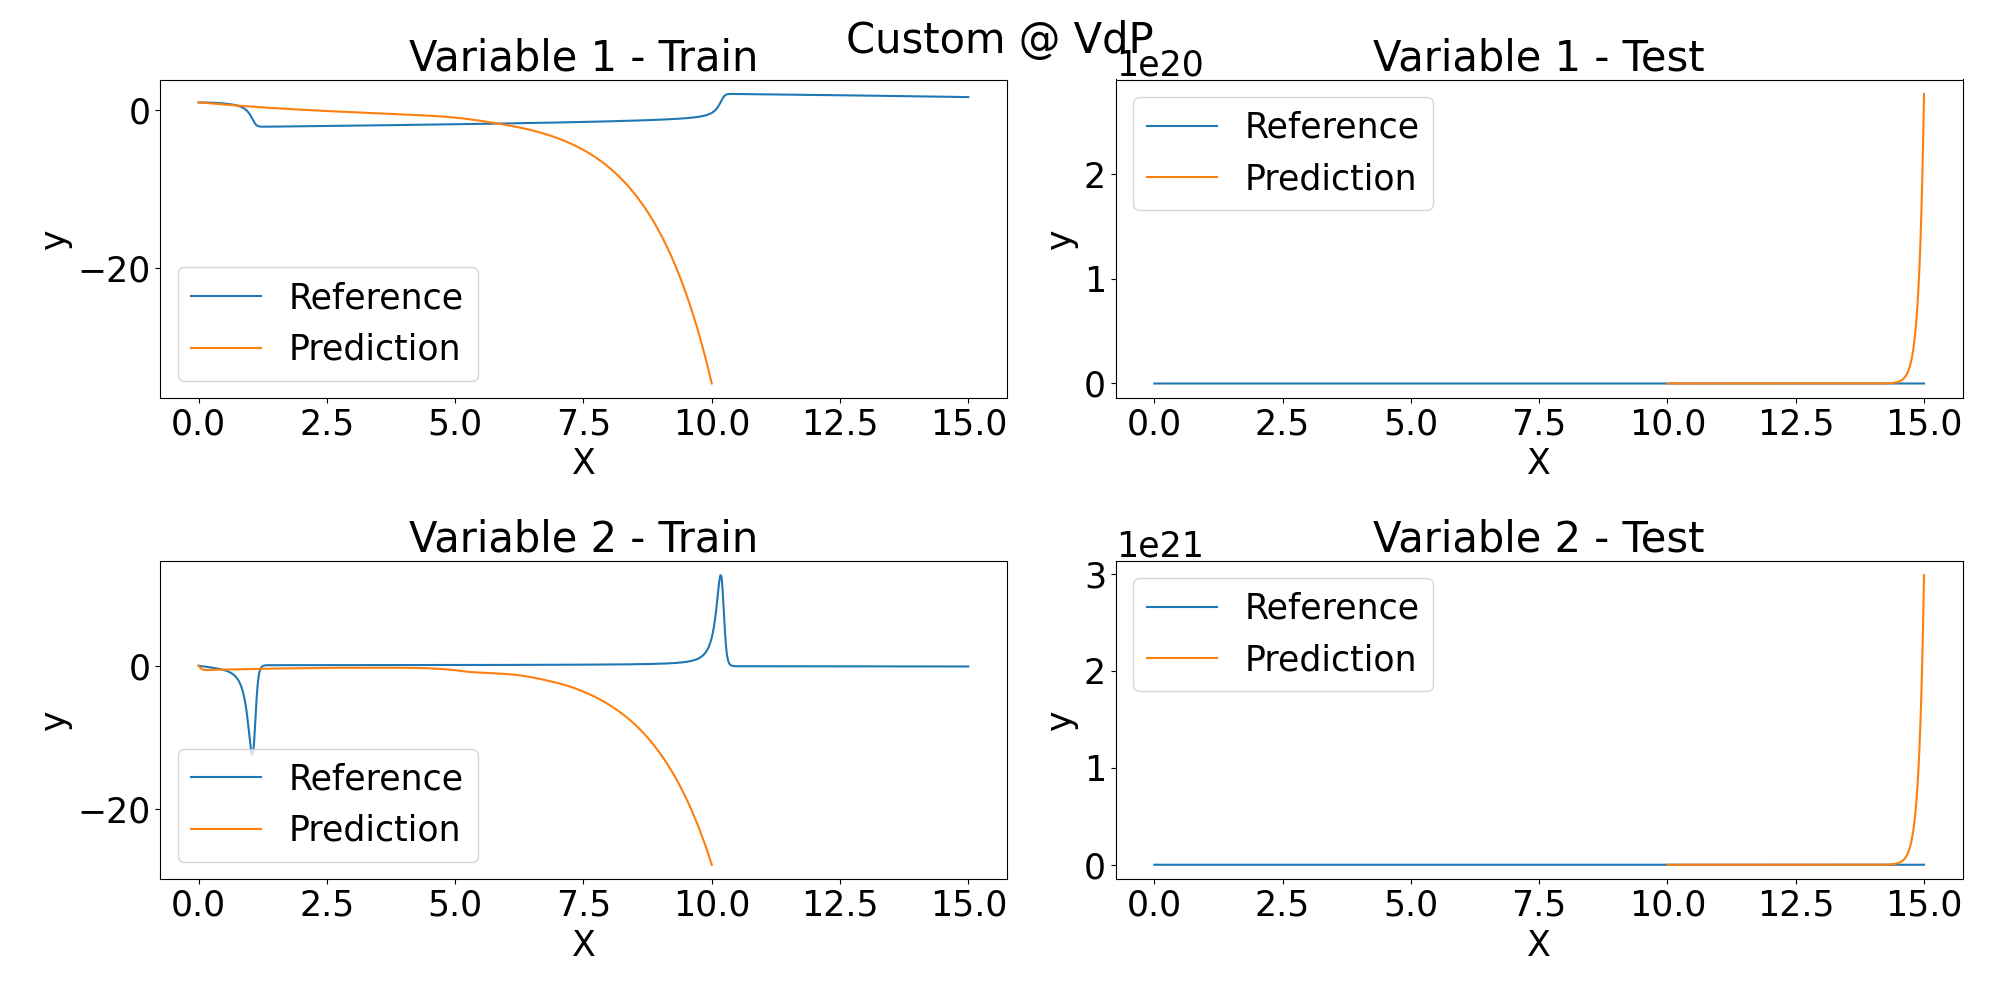 Custom @ VdP
Variable 1 - Train
0
−20
y
Reference
Prediction
0.0 2.5 5.0 7.5 10.0 12.5 15.0
X
Variable 1 - Test
1e20
2
1
0
y
Reference
Prediction
0.0 2.5 5.0 7.5 10.0 12.5 15.0
X
Variable 2 - Train
0
−20
y
Reference
Prediction
0.0 2.5 5.0 7.5 10.0 12.5 15.0
X
Variable 2 - Test
1e21
3
2
1
0
y
Reference
Prediction
0.0 2.5 5.0 7.5 10.0 12.5 15.0
X